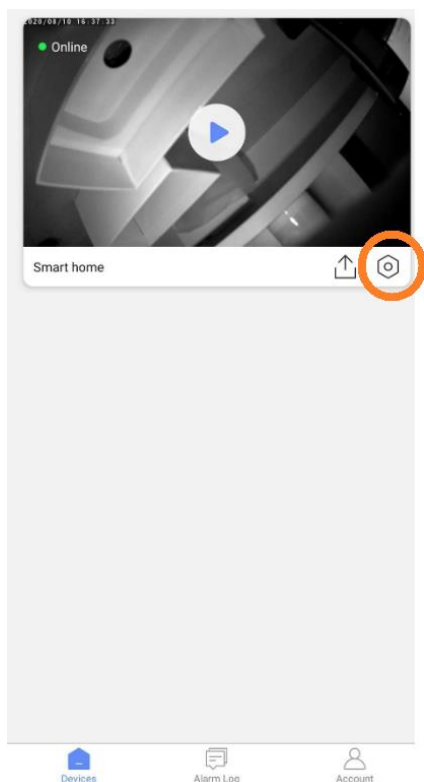 2020/08/10 16:37:33
Online
Smart home
Devices
Alarm Log
Account